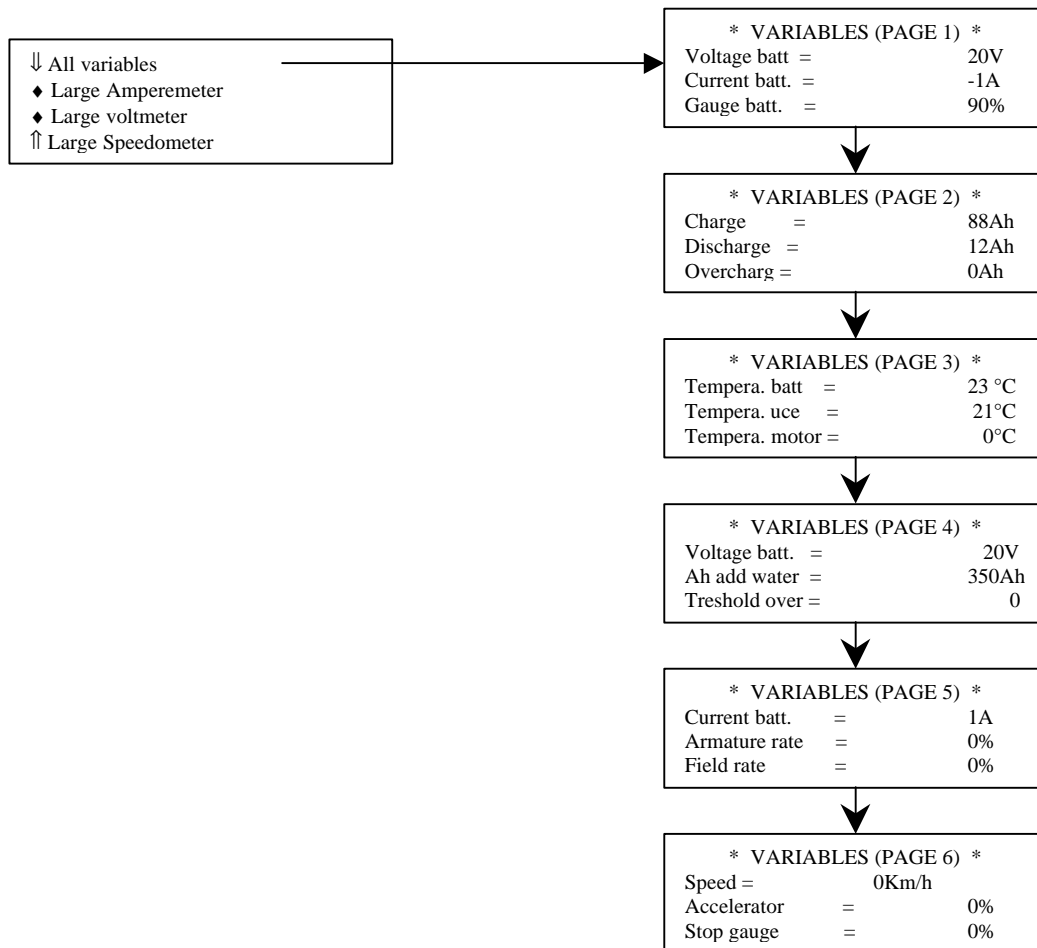 ⇓ All variables
♦ Large Amperemeter
♦ Large voltmeter
⇑ Large Speedometer
* VARIABLES (PAGE 1) *
Voltage batt = 20V
Current batt. = -1A
Gauge batt. = 90%
* VARIABLES (PAGE 2) *
Charge = 88Ah
Discharge = 12Ah
Overcharg = 0Ah
* VARIABLES (PAGE 3) *
Tempera. batt = 23 °C
Tempera. uce = 21°C
Tempera. motor = 0°C
* VARIABLES (PAGE 4) *
Voltage batt. = 20V
Ah add water = 350Ah
Treshold over = 0
* VARIABLES (PAGE 5) *
Current batt. = 1A
Armature rate = 0%
Field rate = 0%
* VARIABLES (PAGE 6) *
Speed = 0Km/h
Accelerator = 0%
Stop gauge = 0%